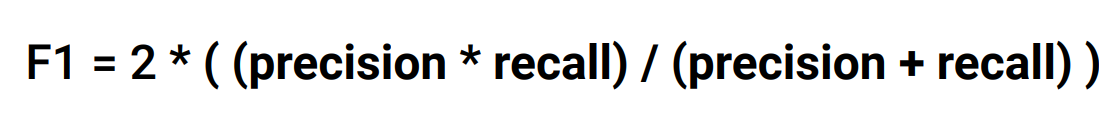 F1 = 2 * ( (precision * recall) / (precision + recall) )